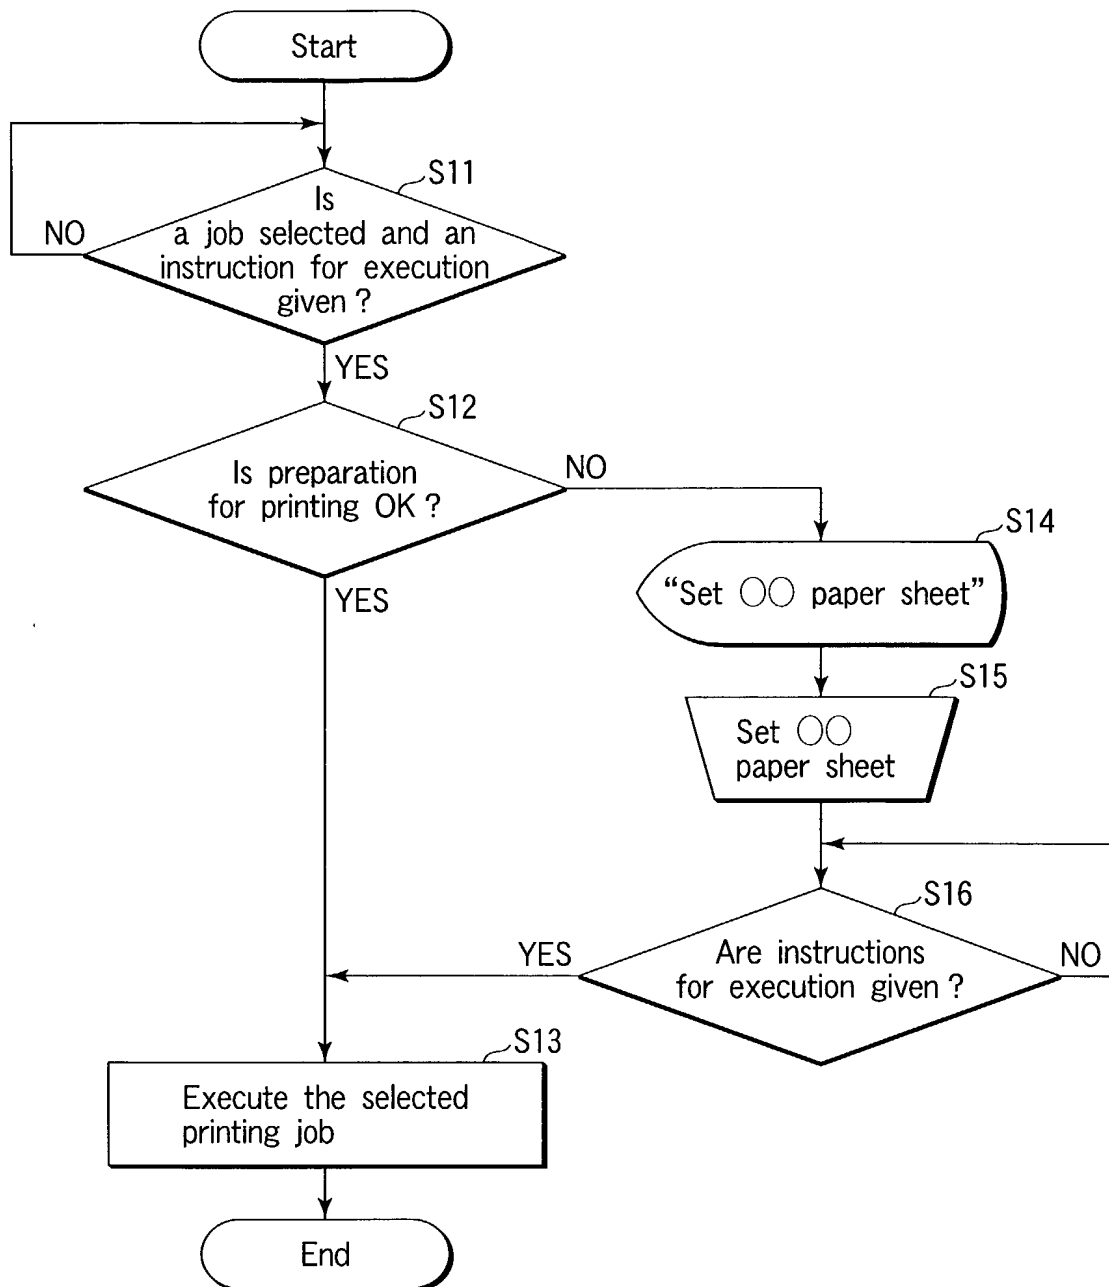 Start
S11
Is
a job selected and an
instruction for execution
given ?
NO
YES
S12
Is preparation
for printing OK ?
NO
YES
S14
“Set ○○ paper sheet”
S15
Set ○○
paper sheet
S16
Are instructions
for execution given ?
YES
NO
S13
Execute the selected
printing job
End